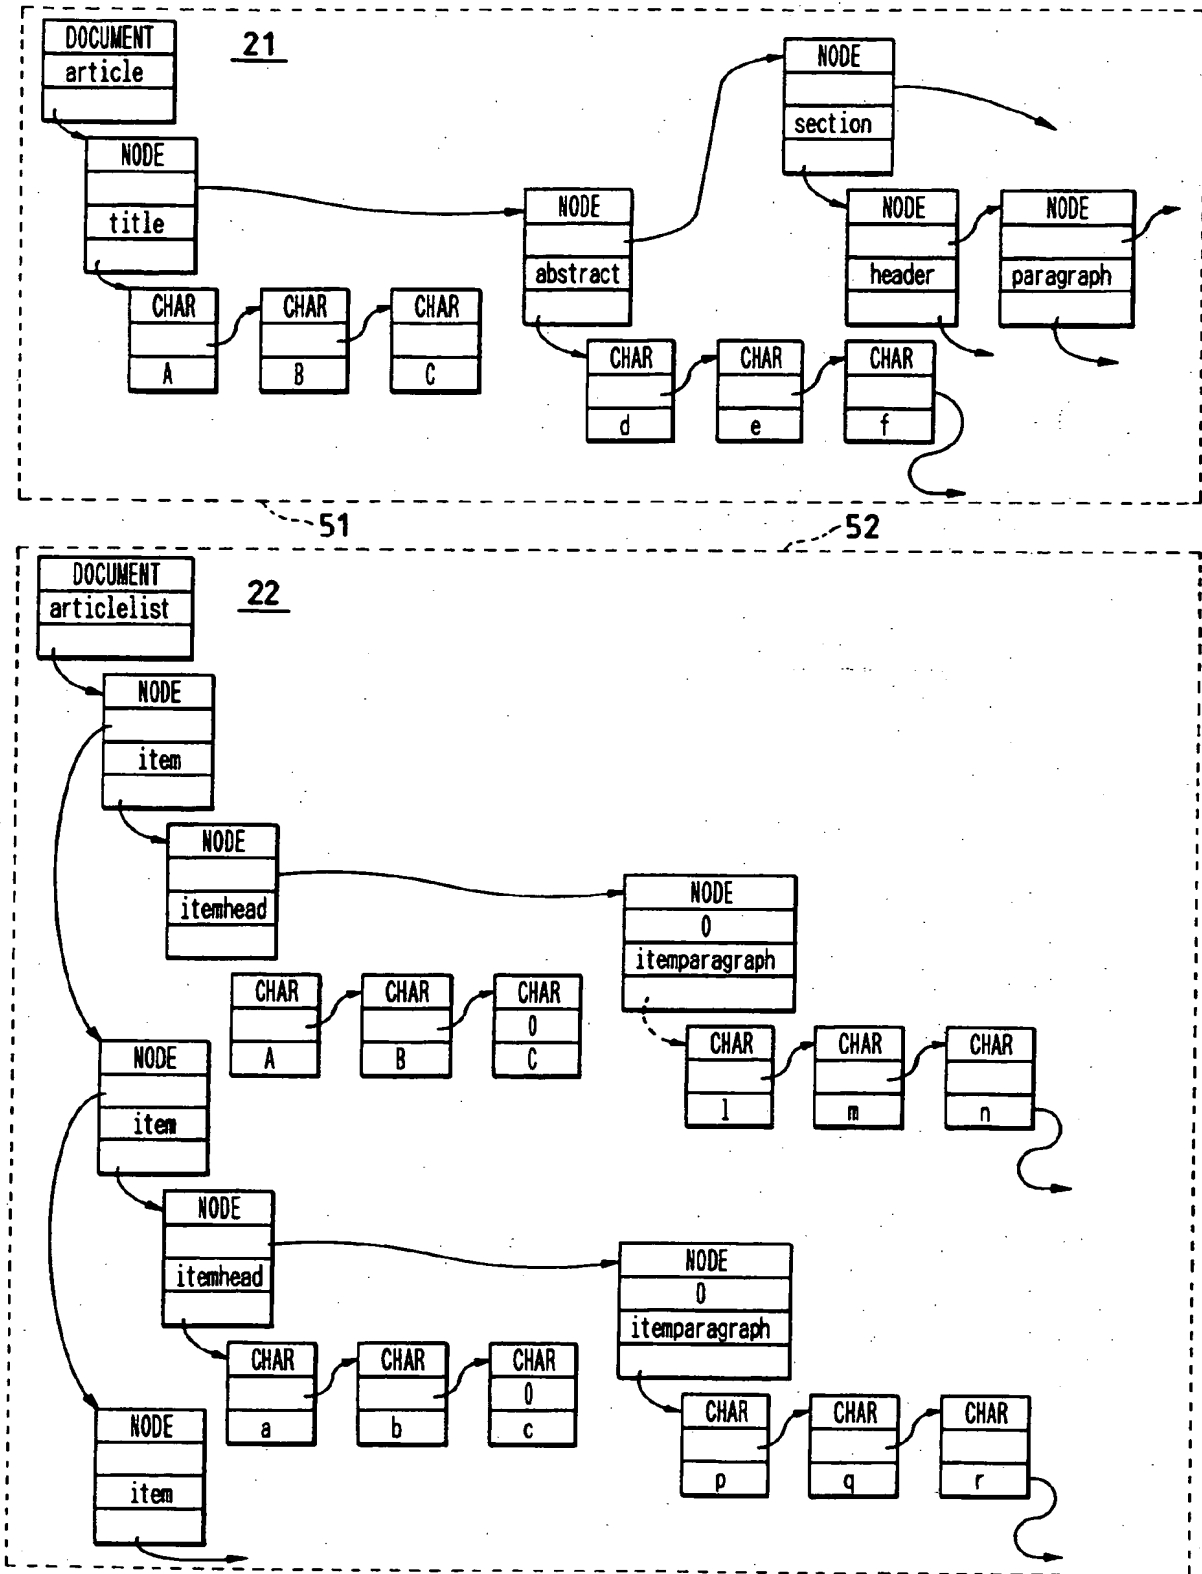 DOCUMENT
article
21
NODE
title
CHAR
A
CHAR
B
CHAR
C
NODE
abstract
CHAR
d
CHAR
e
CHAR
f
NODE
section
NODE
header
NODE
paragraph
51
52
DOCUMENT
articlelist
22
NODE
item
NODE
itemhead
CHAR
A
CHAR
B
CHAR
0
C
NODE
0
itemparagraph
CHAR
l
CHAR
m
CHAR
n
NODE
item
NODE
itemhead
CHAR
a
CHAR
b
CHAR
0
c
NODE
0
itemparagraph
CHAR
p
CHAR
q
CHAR
r
NODE
item